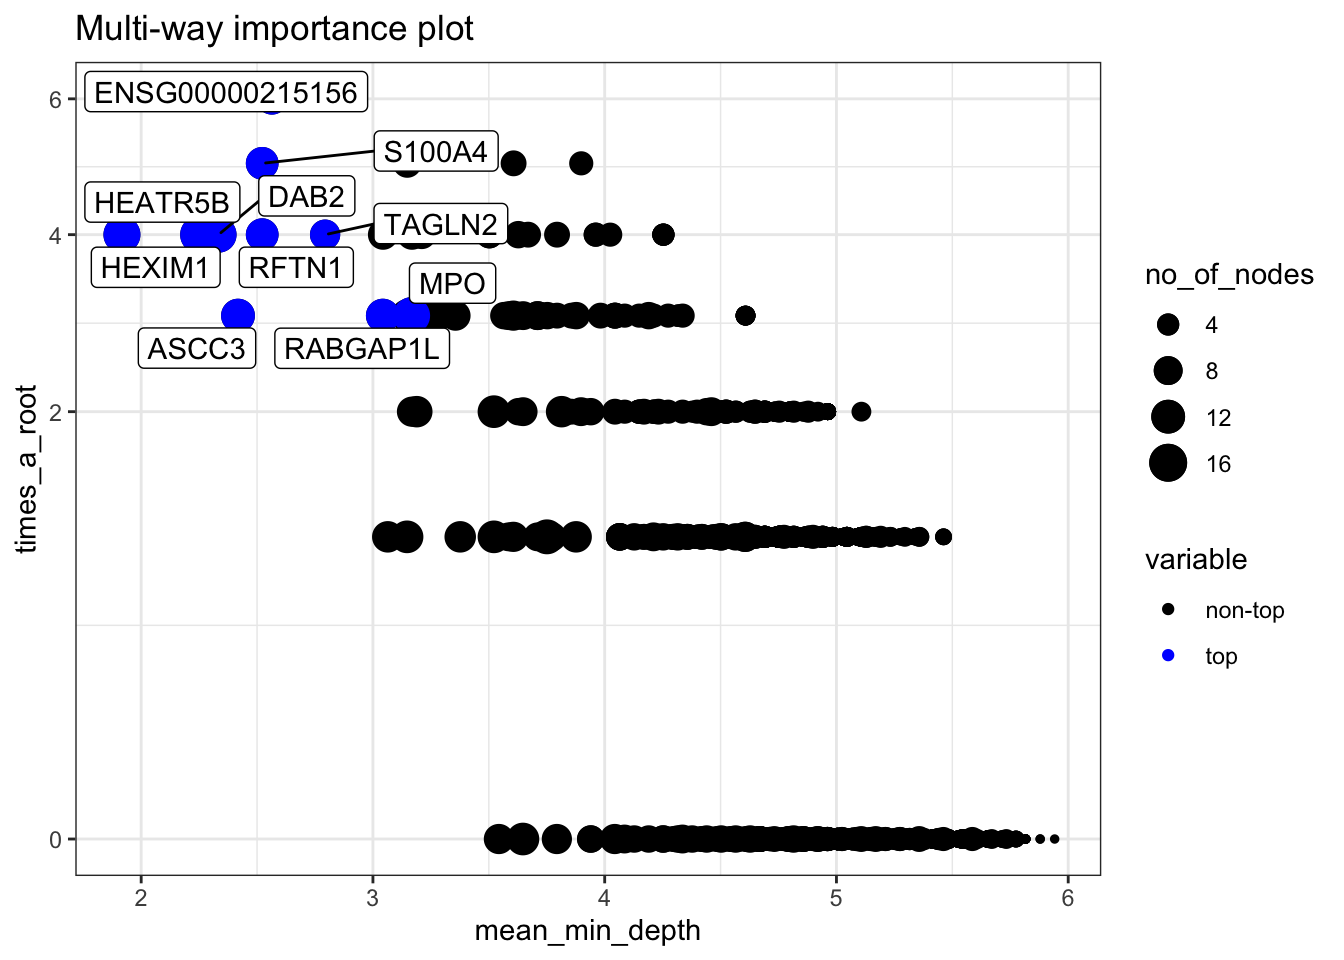 Multi-way importance plot
ENSG00000215156
S100A4
HEATR5B
DAB2
TAGLN2
HEXIM1
RFTN1
MPO
ASCC3
RABGAP1L
6
4
2
0
times_a_root
2
3
4
5
6
mean_min_depth
no_of_nodes
4
8
12
16
variable
non-top
top